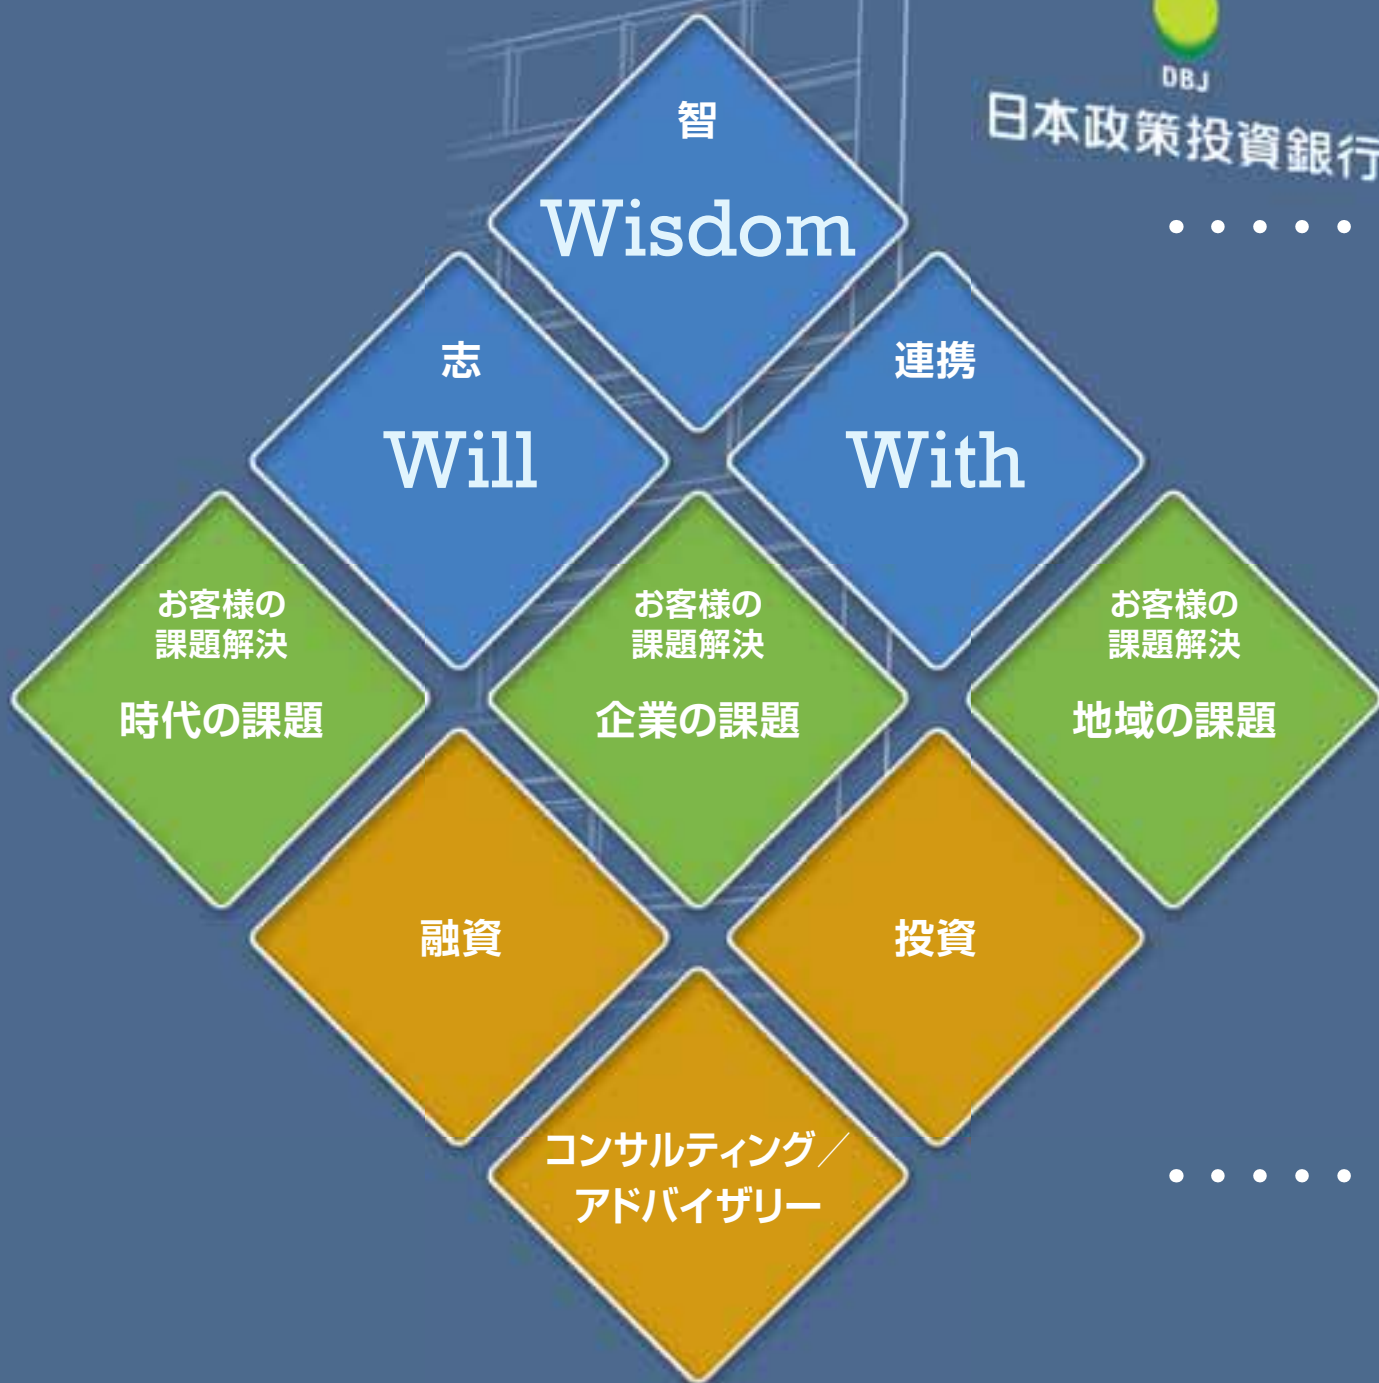 DBJ
日本政策投資銀行
智
Wisdom
志
Will
連携
With
お客様の
課題解決
時代の課題
お客様の
課題解決
企業の課題
お客様の
課題解決
地域の課題
融資
投資
コンサルティング／
アドバイザリー